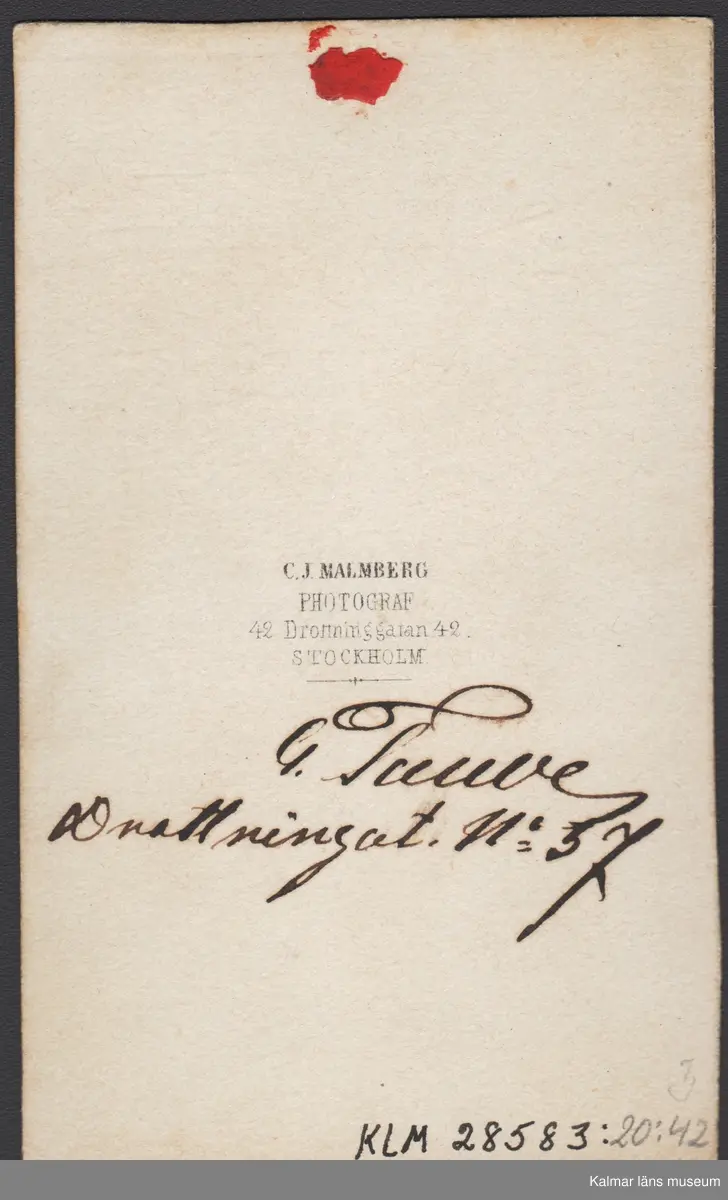 C. J. MALMBERG
PHOTOGRAF
42 Drottninggatan 42.
STOCKHOLM
G. Tauve
Drottningat. No: 37
3
KLM 28583:20:42
Kalmar läns museum